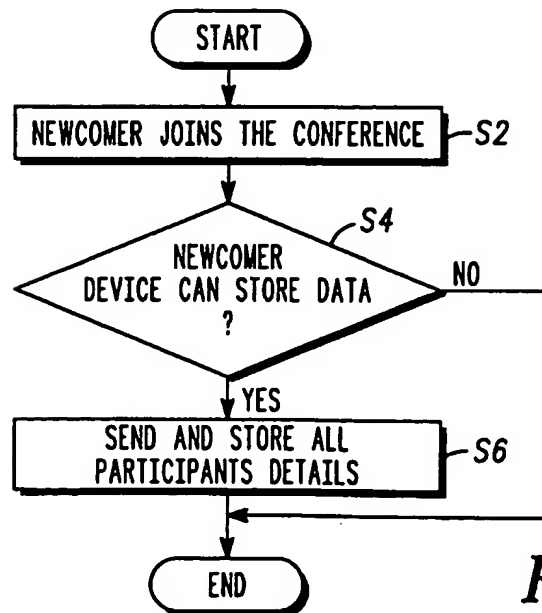 START
NEWCOMER JOINS THE CONFERENCE
S2
S4
NEWCOMER
DEVICE CAN STORE DATA
?
NO
YES
SEND AND STORE ALL
PARTICIPANTS DETAILS
S6
END